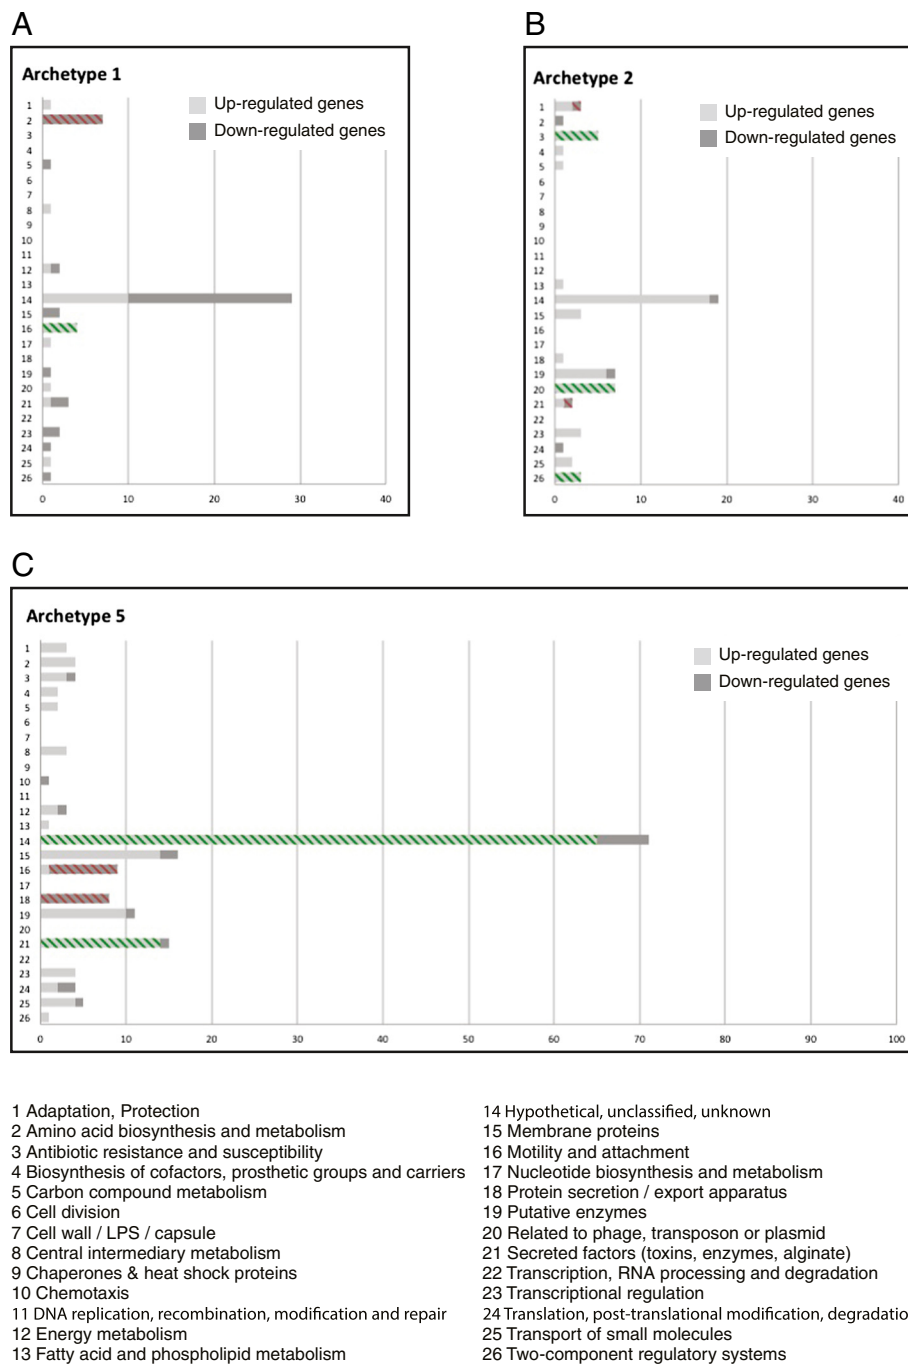 A
Archetype 1
Up-regulated genes
Down-regulated genes
1
2
3
4
5
6
7
8
9
10
11
12
13
14
15
16
17
18
19
20
21
22
23
24
25
26
0 10 20 30 40
B
Archetype 2
Up-regulated genes
Down-regulated genes
1
2
3
4
5
6
7
8
9
10
11
12
13
14
15
16
17
18
19
20
21
22
23
24
25
26
0 10 20 30 40
C
Archetype 5
Up-regulated genes
Down-regulated genes
1
2
3
4
5
6
7
8
9
10
11
12
13
14
15
16
17
18
19
20
21
22
23
24
25
26
0 10 20 30 40 50 60 70 80 90 100
1 Adaptation, Protection
2 Amino acid biosynthesis and metabolism
3 Antibiotic resistance and susceptibility
4 Biosynthesis of cofactors, prosthetic groups and carriers
5 Carbon compound metabolism
6 Cell division
7 Cell wall / LPS / capsule
8 Central intermediary metabolism
9 Chaperones & heat shock proteins
10 Chemotaxis
11 DNA replication, recombination, modification and repair
12 Energy metabolism
13 Fatty acid and phospholipid metabolism
14 Hypothetical, unclassified, unknown
15 Membrane proteins
16 Motility and attachment
17 Nucleotide biosynthesis and metabolism
18 Protein secretion / export apparatus
19 Putative enzymes
20 Related to phage, transposon or plasmid
21 Secreted factors (toxins, enzymes, alginate)
22 Transcription, RNA processing and degradation
23 Transcriptional regulation
24 Translation, post-translational modification, degradatio
25 Transport of small molecules
26 Two-component regulatory systems